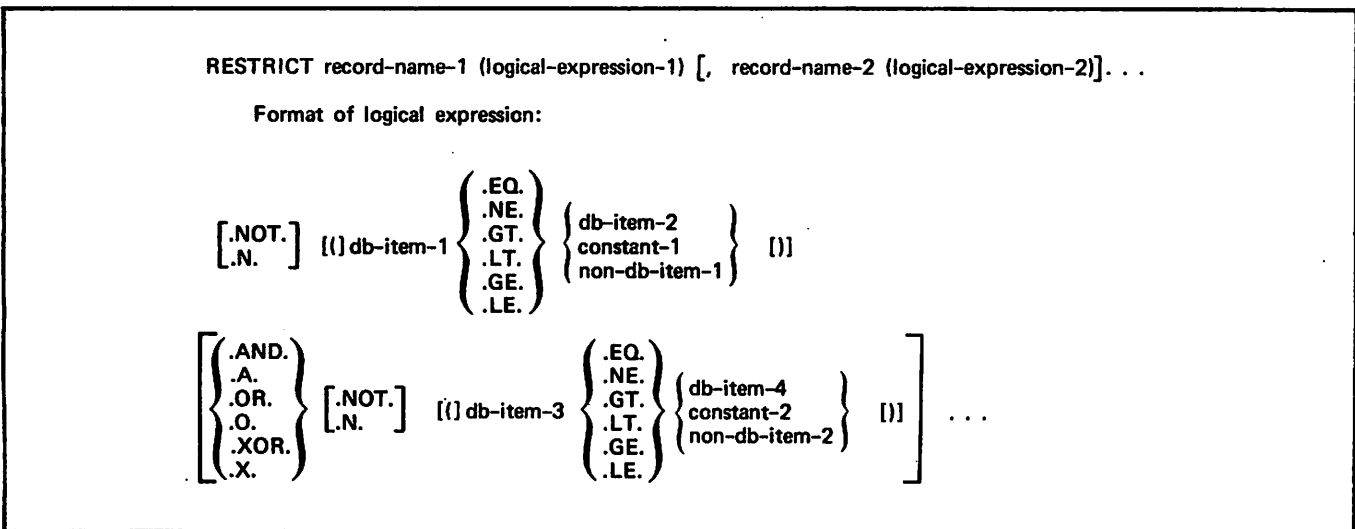 RESTRICT record-name-1 (logical-expression-1) [, record-name-2 (logical-expression-2)]. . .
Format of logical expression:
[.NOT. .N.] [(] db-item-1 {.EQ. .NE. .GT. .LT. .GE. .LE.} {db-item-2 constant-1 non-db-item-1} [)]
[{.AND. .A. .OR. .O. .XOR. .X.} [.NOT. .N.] [(] db-item-3 {.EQ. .NE. .GT. .LT. .GE. .LE.} {db-item-4 constant-2 non-db-item-2} [)]] . . .